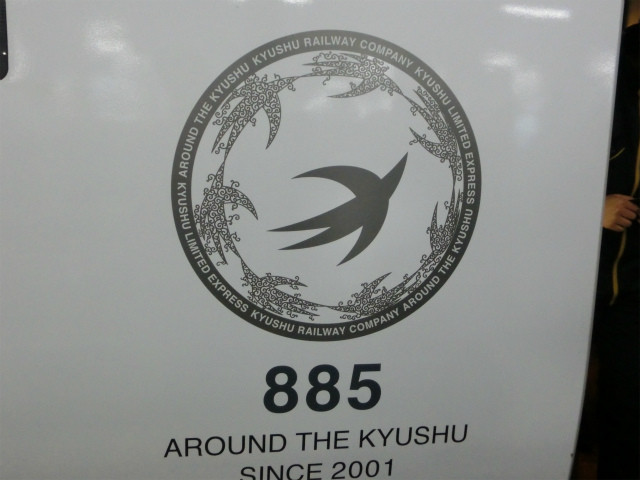 KYUSHU RAILWAY COMPANY KYUSHU LIMITED EXPRESS AROUND THE KYUSHU KYUSHU RAILWAY COMPANY KYUSHU LIMITED EXPRESS AROUND THE KYUSHU
885
AROUND THE KYUSHU
SINCE 2001